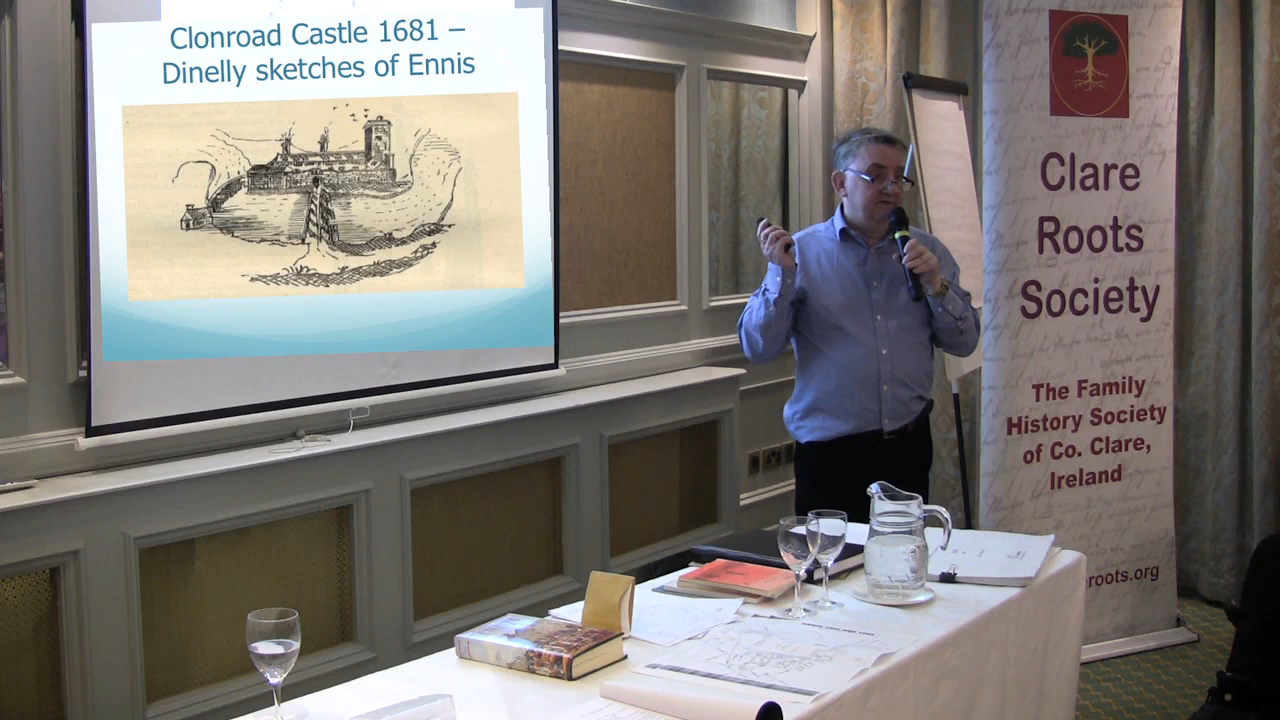 Clonroad Castle 1681 –
Dinelly sketches of Ennis
Clare
Roots
Society
The Family
History Society
of Co. Clare,
Ireland
roots.org